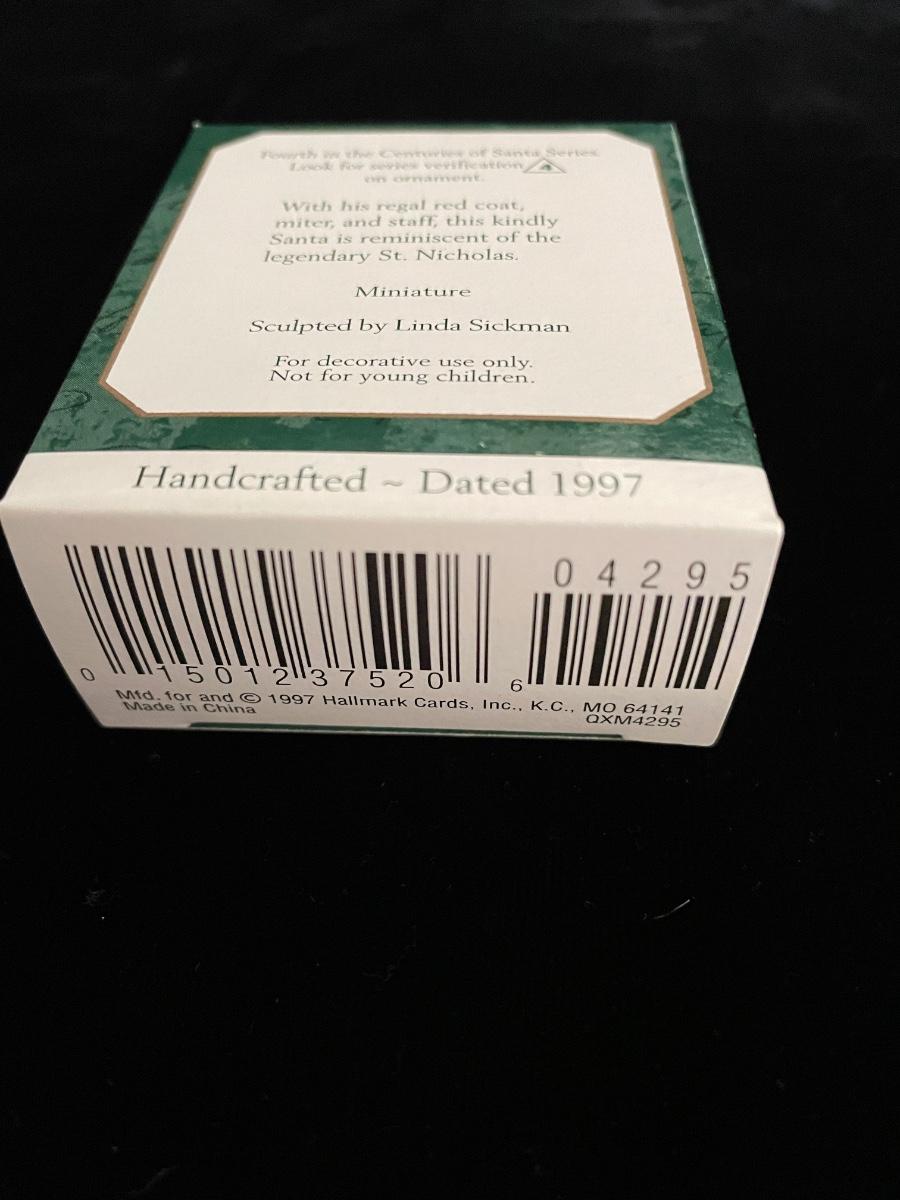 Fourth in the Centuries of Santa Series.
Look for series verification 4
on ornament.
With his regal red coat,
miter, and staff, this kindly
Santa is reminiscent of the
legendary St. Nicholas.
Miniature
Sculpted by Linda Sickman
For decorative use only.
Not for young children.
Handcrafted ~ Dated 1997
04295
0 15012 37520 6
Mfd. for and © 1997 Hallmark Cards, Inc., K.C., MO 64141
Made in China QXM4295